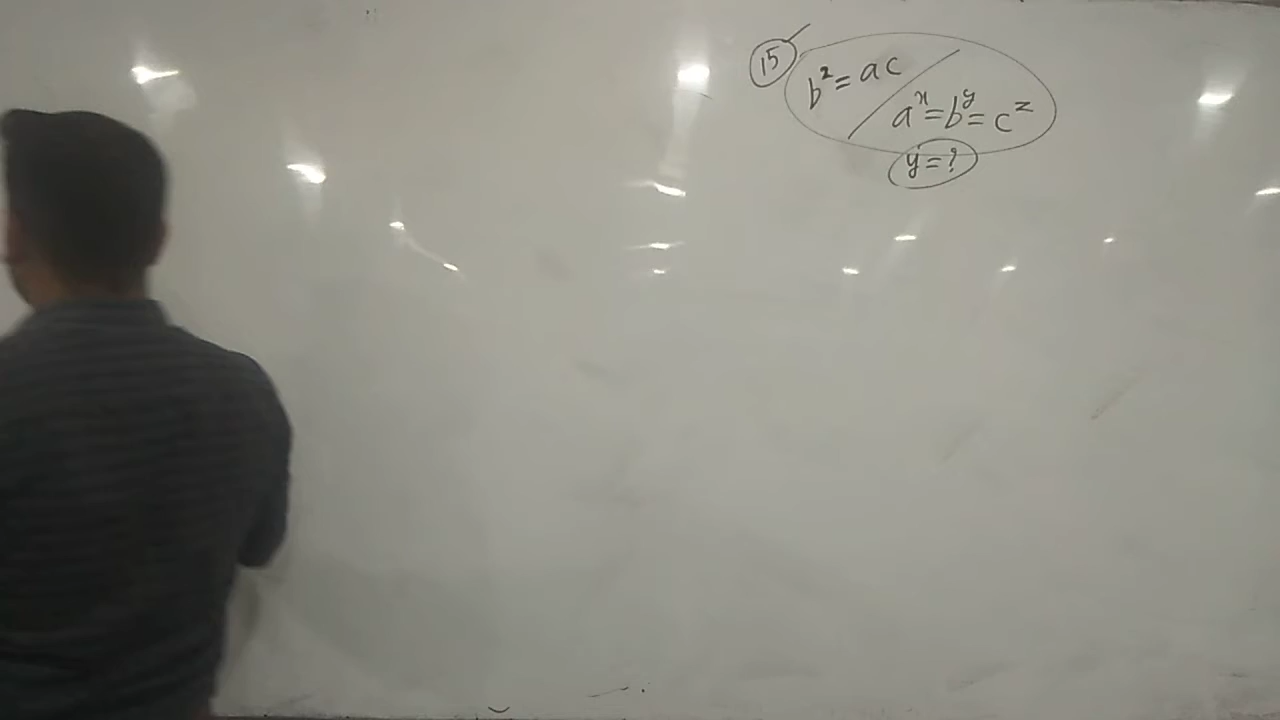 15
b² = ac
aˣ = bʸ = cᶻ
y = ?